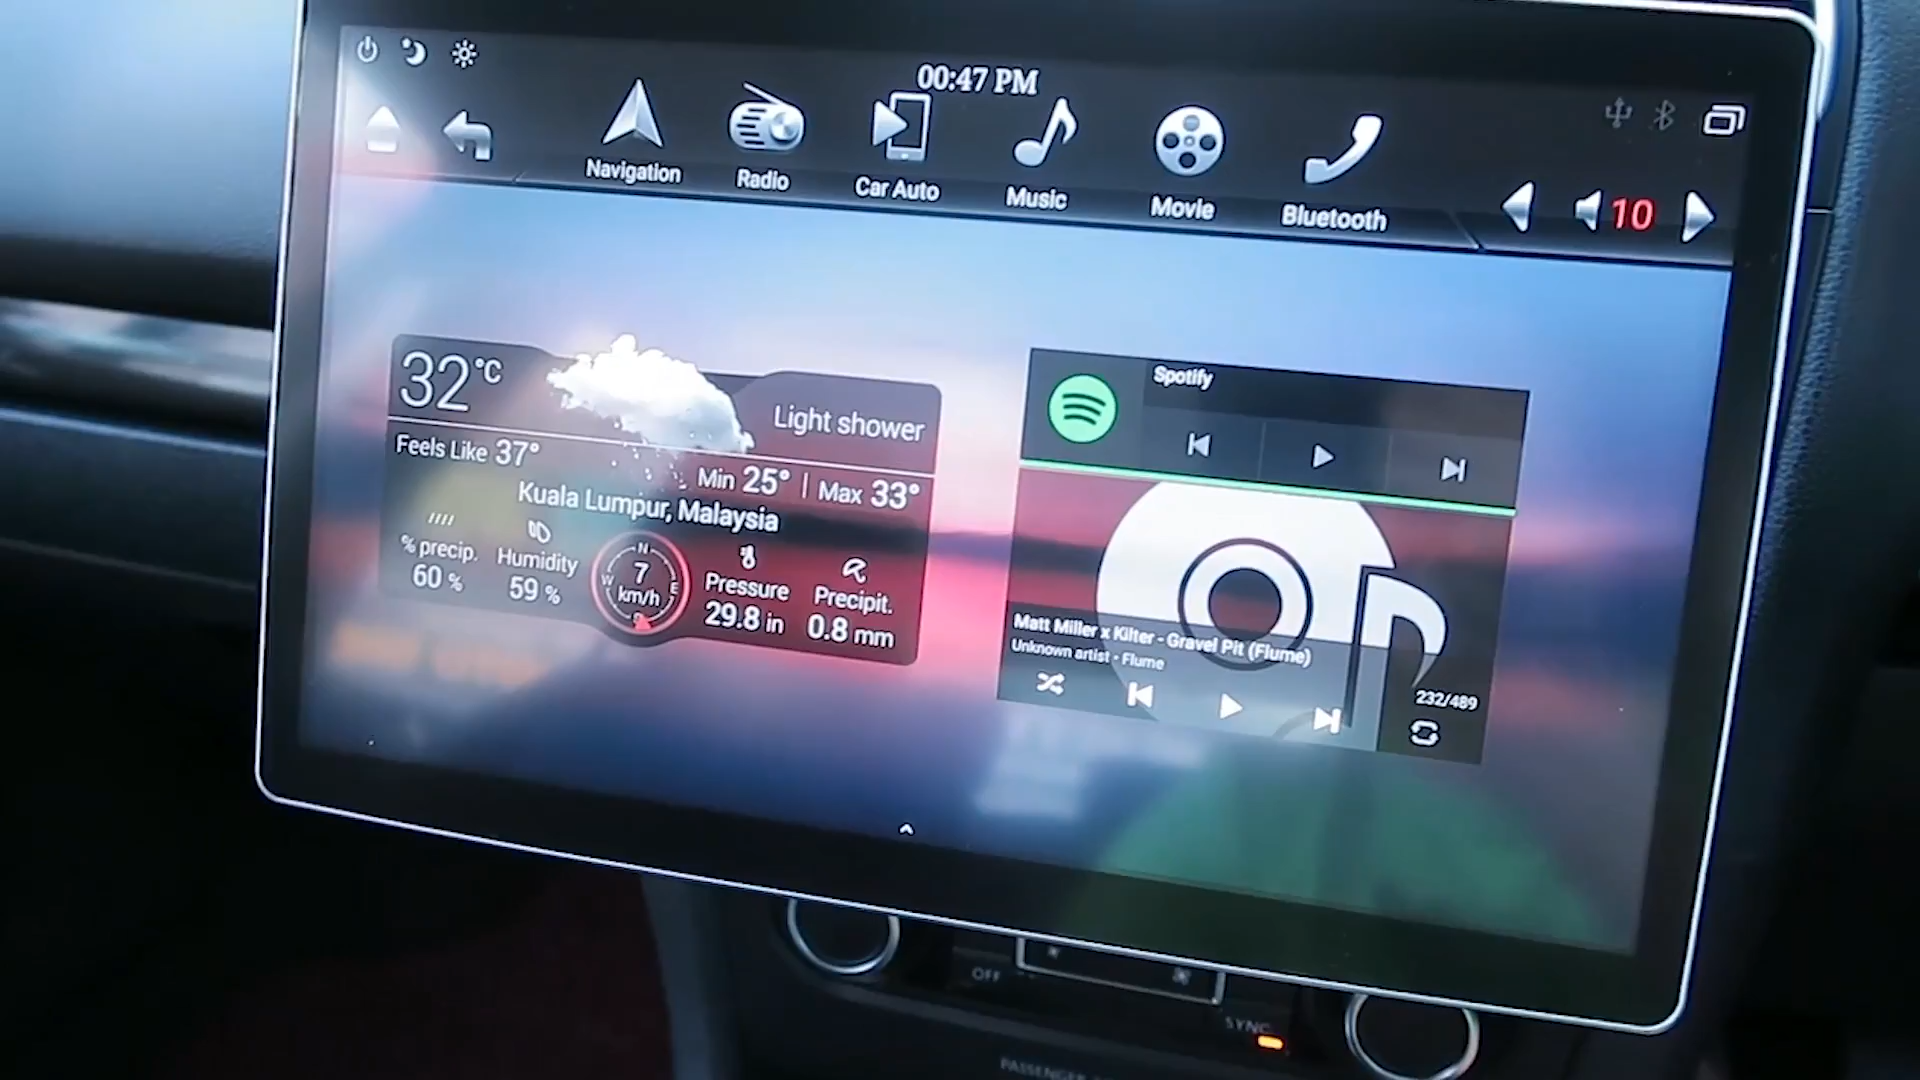 00:47 PM
Navigation
Radio
Car Auto
Music
Movie
Bluetooth
10
32°C
Light shower
Feels Like 37°
Min 25° | Max 33°
Kuala Lumpur, Malaysia
% precip.
60 %
Humidity
59 %
N
W
E
7
km/h
Pressure
29.8 in
Precipit.
0.8 mm
Spotify
Matt Miller x Kilter - Gravel Pit (Flume)
Unknown artist • Flume
232/489
OFF
SYNC
PASSENGER